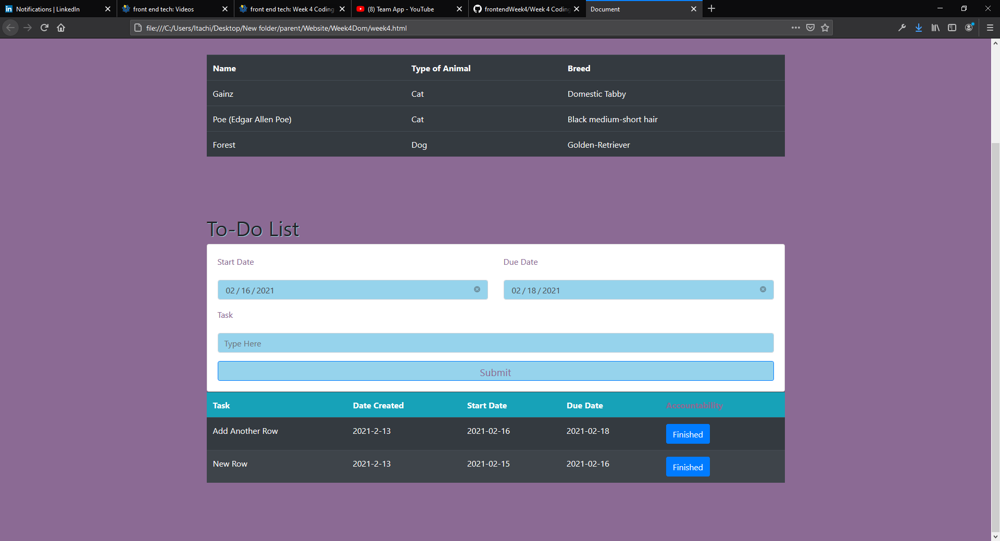 Notifications | LinkedIn
front end tech: Videos
front end tech: Week 4 Coding
(8) Team App - YouTube
frontendWeek4/Week 4 Coding
Document
file:///C:/Users/Itachi/Desktop/New folder/parent/Website/Week4Dom/week4.html
Name Type of Animal Breed
Gainz Cat Domestic Tabby
Poe (Edgar Allen Poe) Cat Black medium-short hair
Forest Dog Golden-Retriever
To-Do List
Start Date Due Date
02 / 16 / 2021 02 / 18 / 2021
Task
Type Here
Submit
Task Date Created Start Date Due Date Accountability
Add Another Row 2021-2-13 2021-02-16 2021-02-18 Finished
New Row 2021-2-13 2021-02-15 2021-02-16 Finished